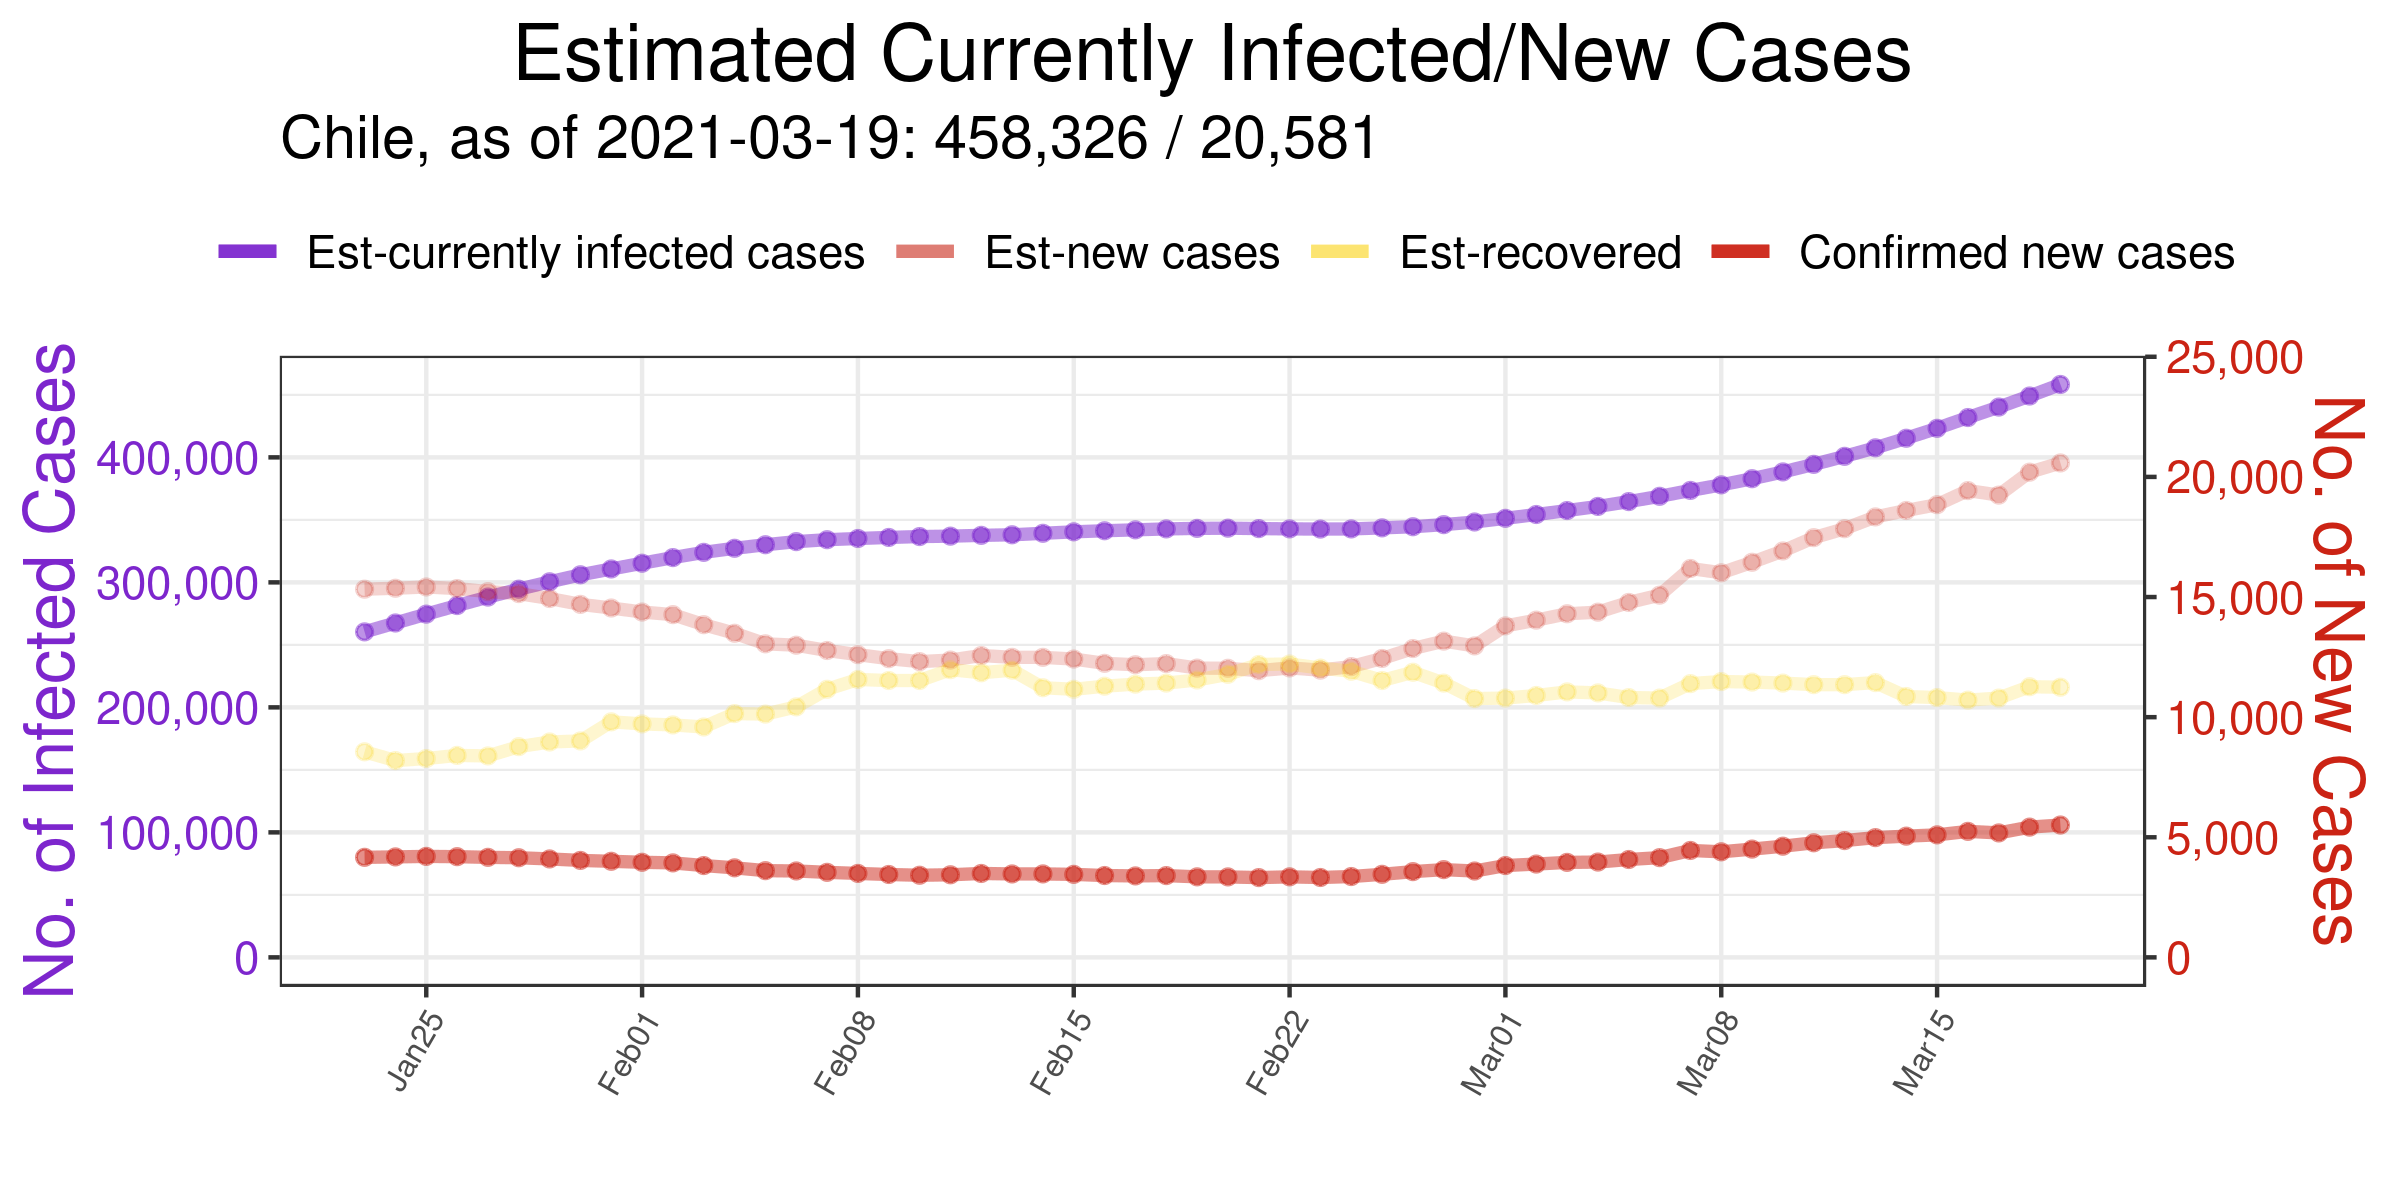 Estimated Currently Infected/New Cases
Chile, as of 2021-03-19: 458,326 / 20,581
Est-currently infected cases
Est-new cases
Est-recovered
Confirmed new cases
No. of Infected Cases
400,000
300,000
200,000
100,000
0
25,000
20,000
15,000
10,000
5,000
0
No. of New Cases
Jan25
Feb01
Feb08
Feb15
Feb22
Mar01
Mar08
Mar15